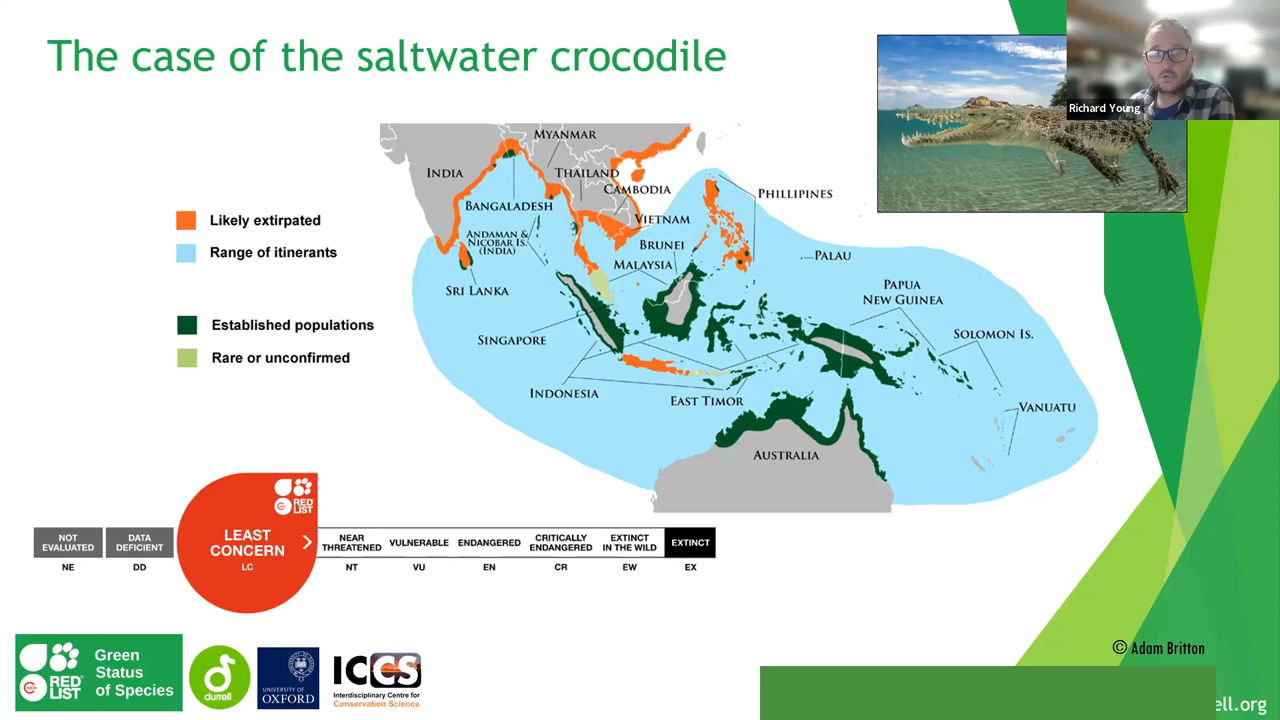 The case of the saltwater crocodile
Richard Young
MYANMAR
INDIA
THAILAND
CAMBODIA
PHILLIPINES
BANGLADESH
VIETNAM
Likely extirpated
ANDAMAN &
NICOBAR IS.
(INDIA)
BRUNEI
Range of itinerants
MALAYSIA
PALAU
SRI LANKA
PAPUA
NEW GUINEA
Established populations
SINGAPORE
SOLOMON IS.
Rare or unconfirmed
INDONESIA
EAST TIMOR
VANUATU
AUSTRALIA
RED
LIST
NOT
EVALUATED
NE
DATA
DEFICIENT
DD
LEAST
CONCERN
LC
NEAR
THREATENED
NT
VULNERABLE
VU
ENDANGERED
EN
CRITICALLY
ENDANGERED
CR
EXTINCT
IN THE WILD
EW
EXTINCT
EX
© Adam Britton
RED
LIST
Green
Status
of Species
durrell
UNIVERSITY OF
OXFORD
ICCS
Interdisciplinary Centre for
Conservation Science
ell.org